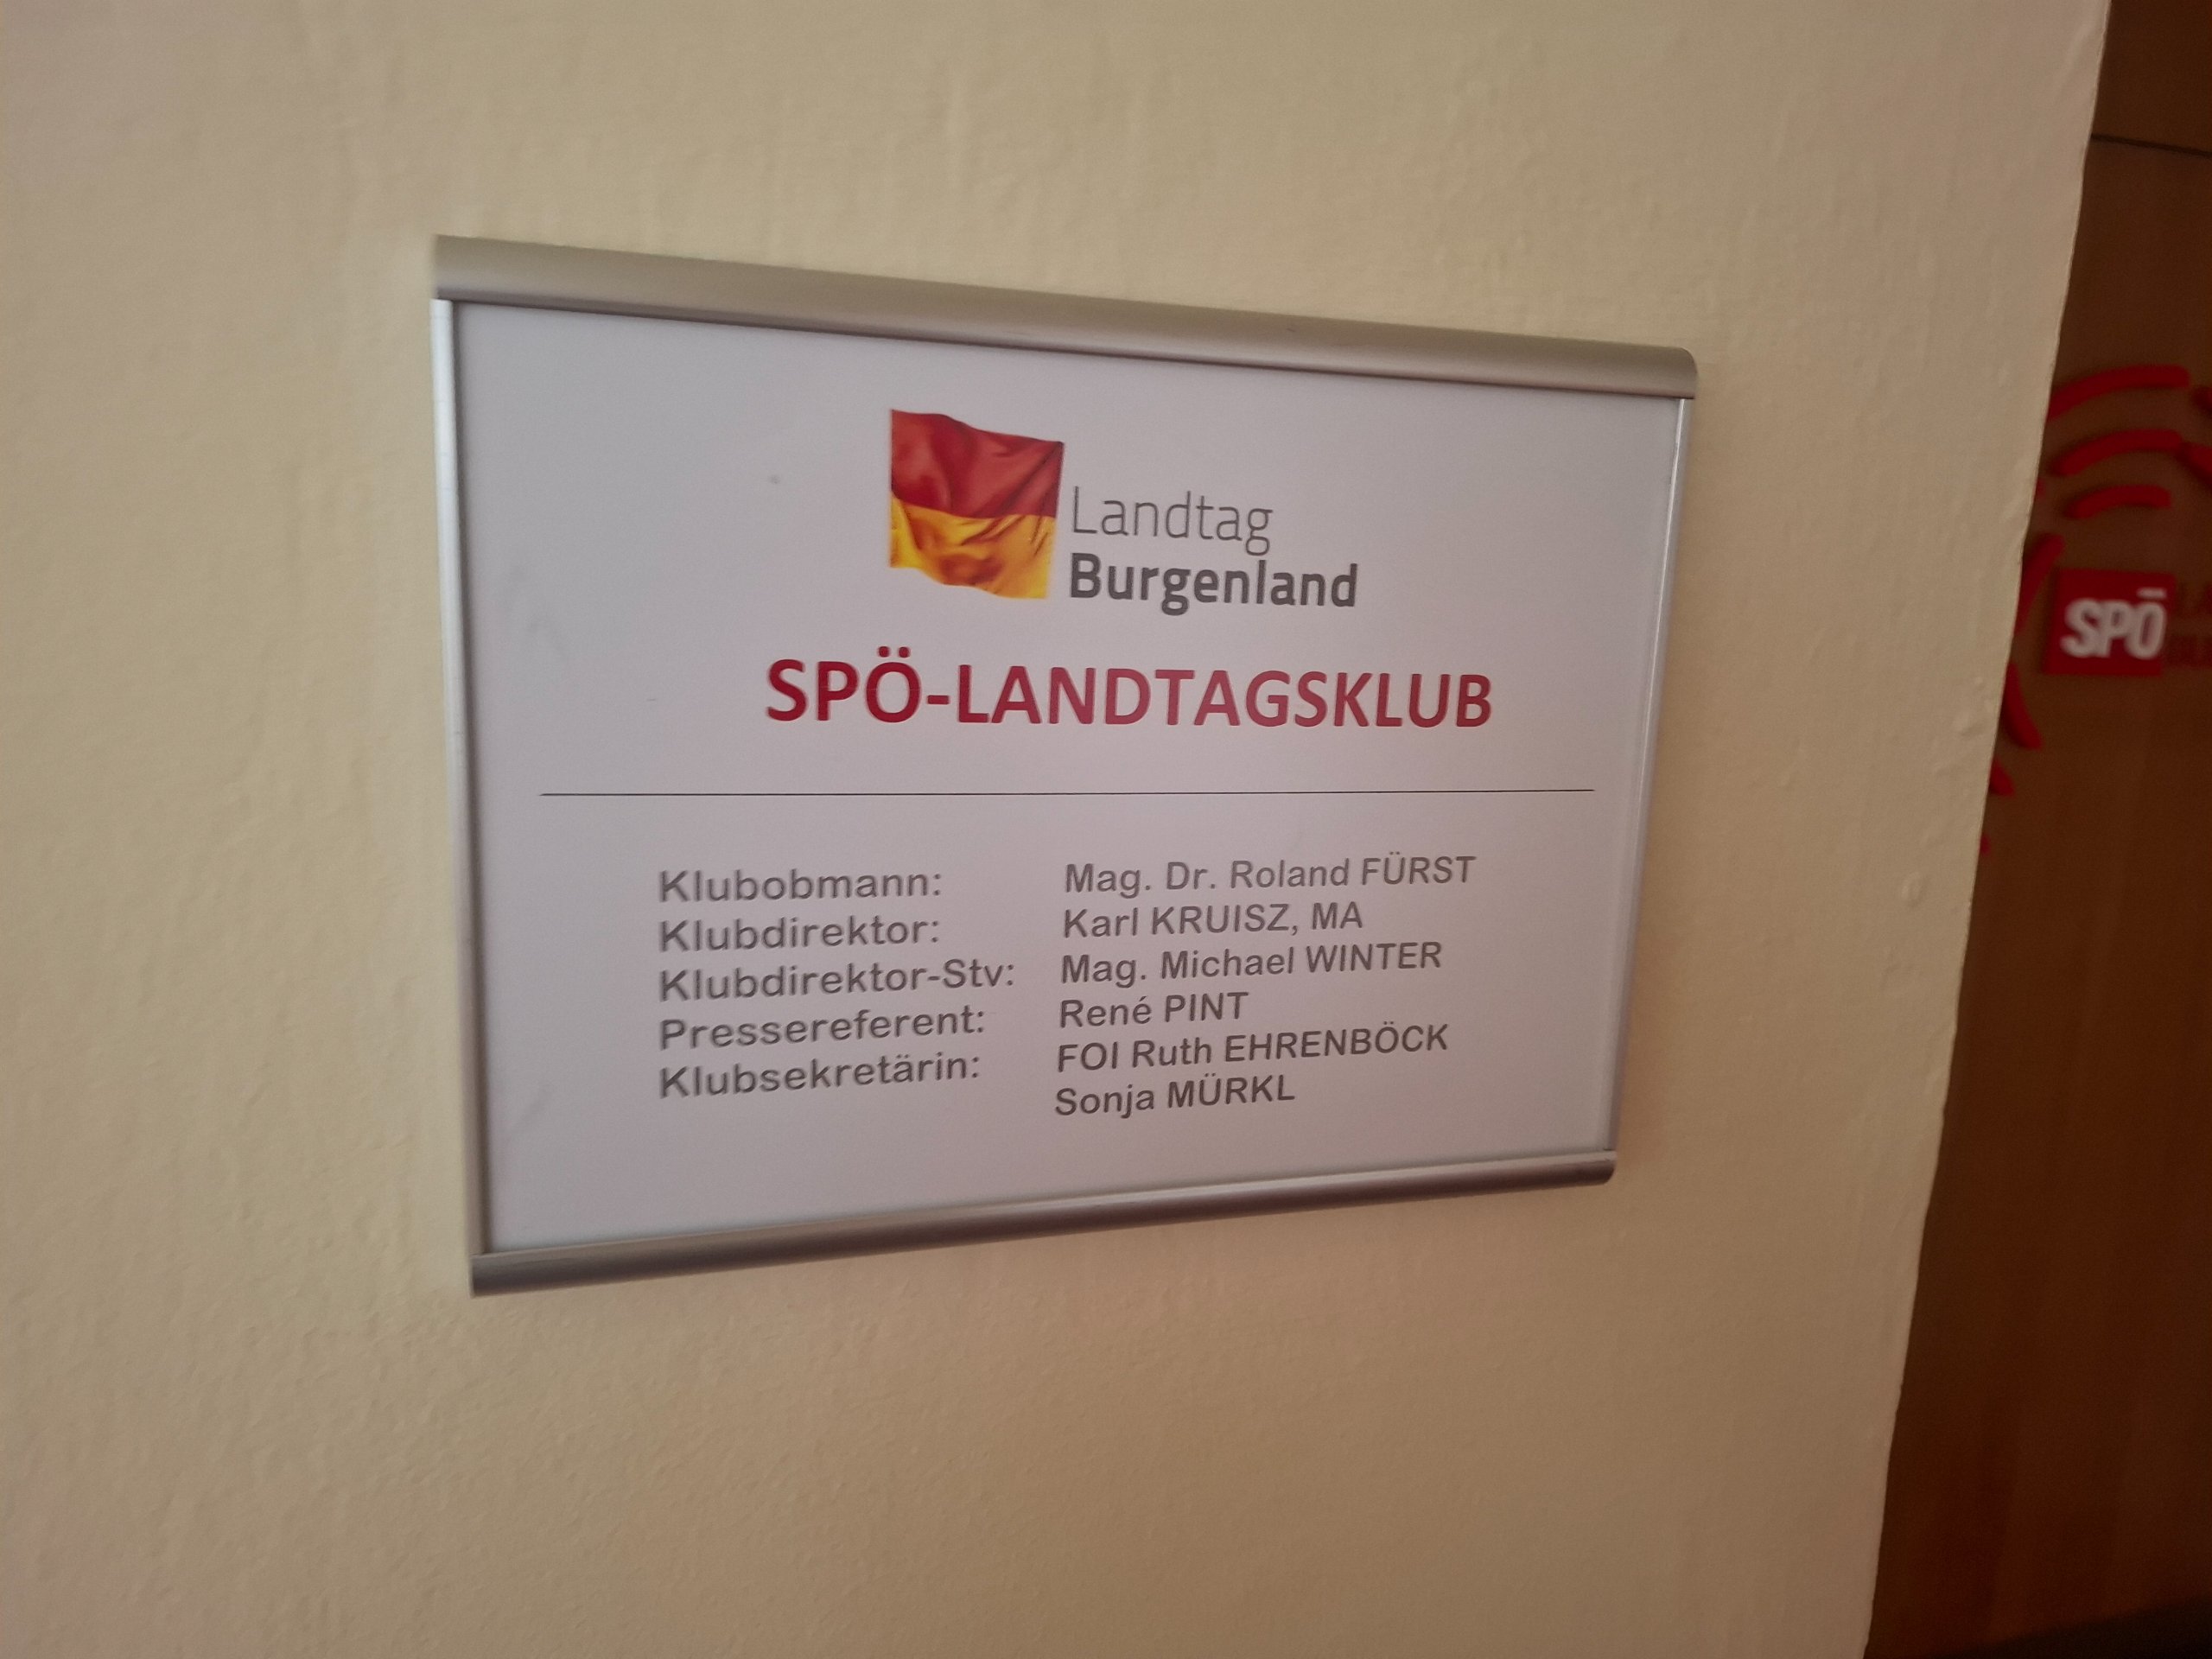 Landtag
Burgenland
SPÖ-LANDTAGSKLUB
Klubobmann: Mag. Dr. Roland FÜRST
Klubdirektor: Karl KRUISZ, MA
Klubdirektor-Stv: Mag. Michael WINTER
Pressereferent: René PINT
Klubsekretärin: FOI Ruth EHRENBÖCK
Sonja MÜRKL
SPÖ